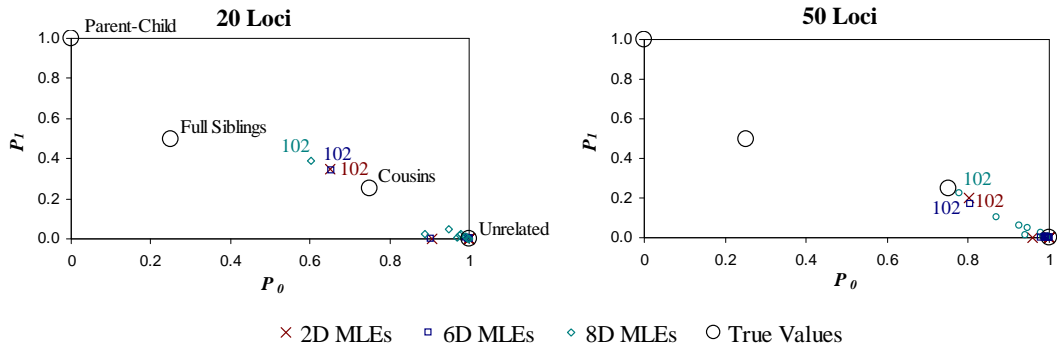 20 Loci
50 Loci
Parent-Child
Full Siblings
102
102
102
Cousins
Unrelated
P1
1.0
0.8
0.6
0.4
0.2
0.0
0
0.2
0.4
0.6
0.8
1
P0
102
102
102
P1
1.0
0.8
0.6
0.4
0.2
0.0
0
0.2
0.4
0.6
0.8
1
P0
2D MLEs
6D MLEs
8D MLEs
True Values